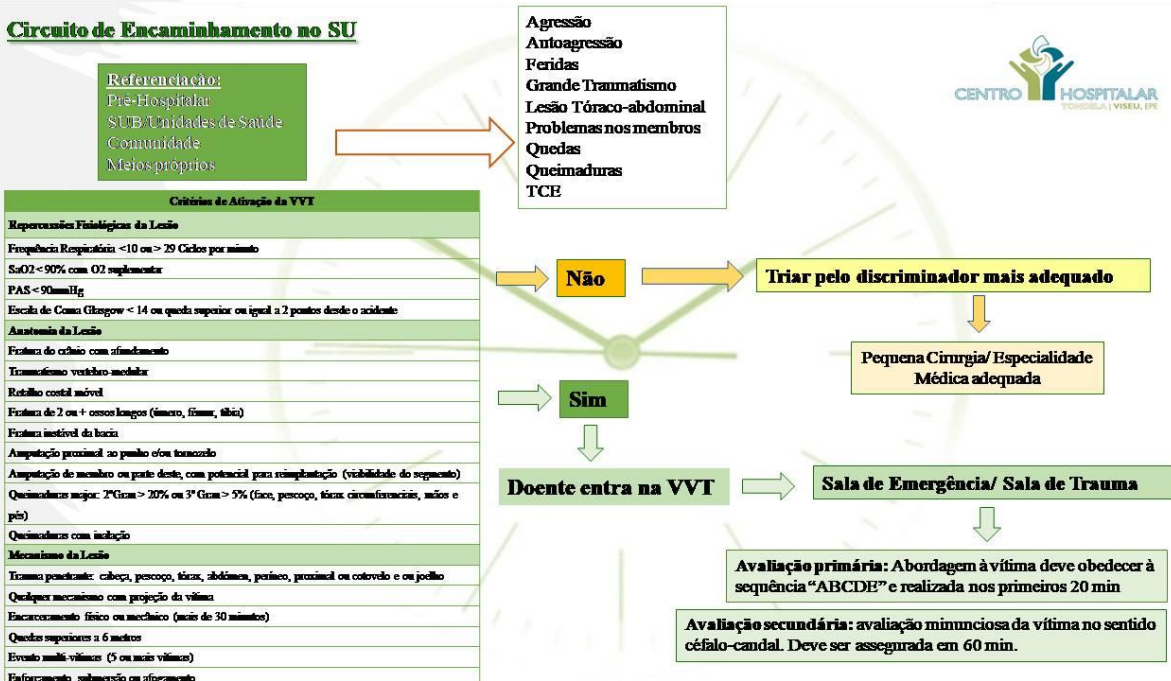 Circuito de Encaminhamento no SU
Referenciação:
Pré-Hospitalar
SUB/Unidades de Saúde
Comunidade
Meios próprios
Agressão
Autoagressão
Feridas
Grande Traumatismo
Lesão Tóraco-abdominal
Problemas nos membros
Quedas
Queimaduras
TCE
CENTRO HOSPITALAR
TONDELA | VISEU, EPE
Critérios de Ativação da VVT
Repercussões Fisiológicas da Lesão
Frequência Respiratória <10 ou > 29 Ciclos por minuto
SaO2 < 90% com O2 suplementar
PAS < 90mmHg
Escala de Coma Glasgow < 14 ou queda superior ou igual a 2 pontos desde o acidente
Anatomia da Lesão
Fratura do crânio com afundamento
Traumatismo vertebro-medular
Retalho costal móvel
Fratura de 2 ou + ossos longos (úmero, fémur, tíbia)
Fratura instável da bacia
Amputação proximal ao punho e/ou tornozelo
Amputação de membro ou parte deste, com potencial para reimplantação (viabilidade do segmento)
Queimaduras major: 2º Grau > 20% ou 3º Grau > 5% (face, pescoço, tórax circunferenciais, mãos e
pés)
Queimaduras com inalação
Mecanismo da Lesão
Trauma penetrante: cabeça, pescoço, tórax, abdómen, períneo, proximal ou cotovelo e ou joelho
Qualquer mecanismo com projeção da vítima
Encarceramento físico ou mecânico (mais de 30 minutos)
Quedas superiores a 6 metros
Evento multi-vítimas (5 ou mais vítimas)
Enforcamento, submersão ou afogamento
Não
Triar pelo discriminador mais adequado
Pequena Cirurgia/ Especialidade
Médica adequada
Sim
Doente entra na VVT
Sala de Emergência/ Sala de Trauma
Avaliação primária: Abordagem à vítima deve obedecer à
sequência “ABCDE” e realizada nos primeiros 20 min
Avaliação secundária: avaliação minunciosa da vítima no sentido
céfalo-caudal. Deve ser assegurada em 60 min.